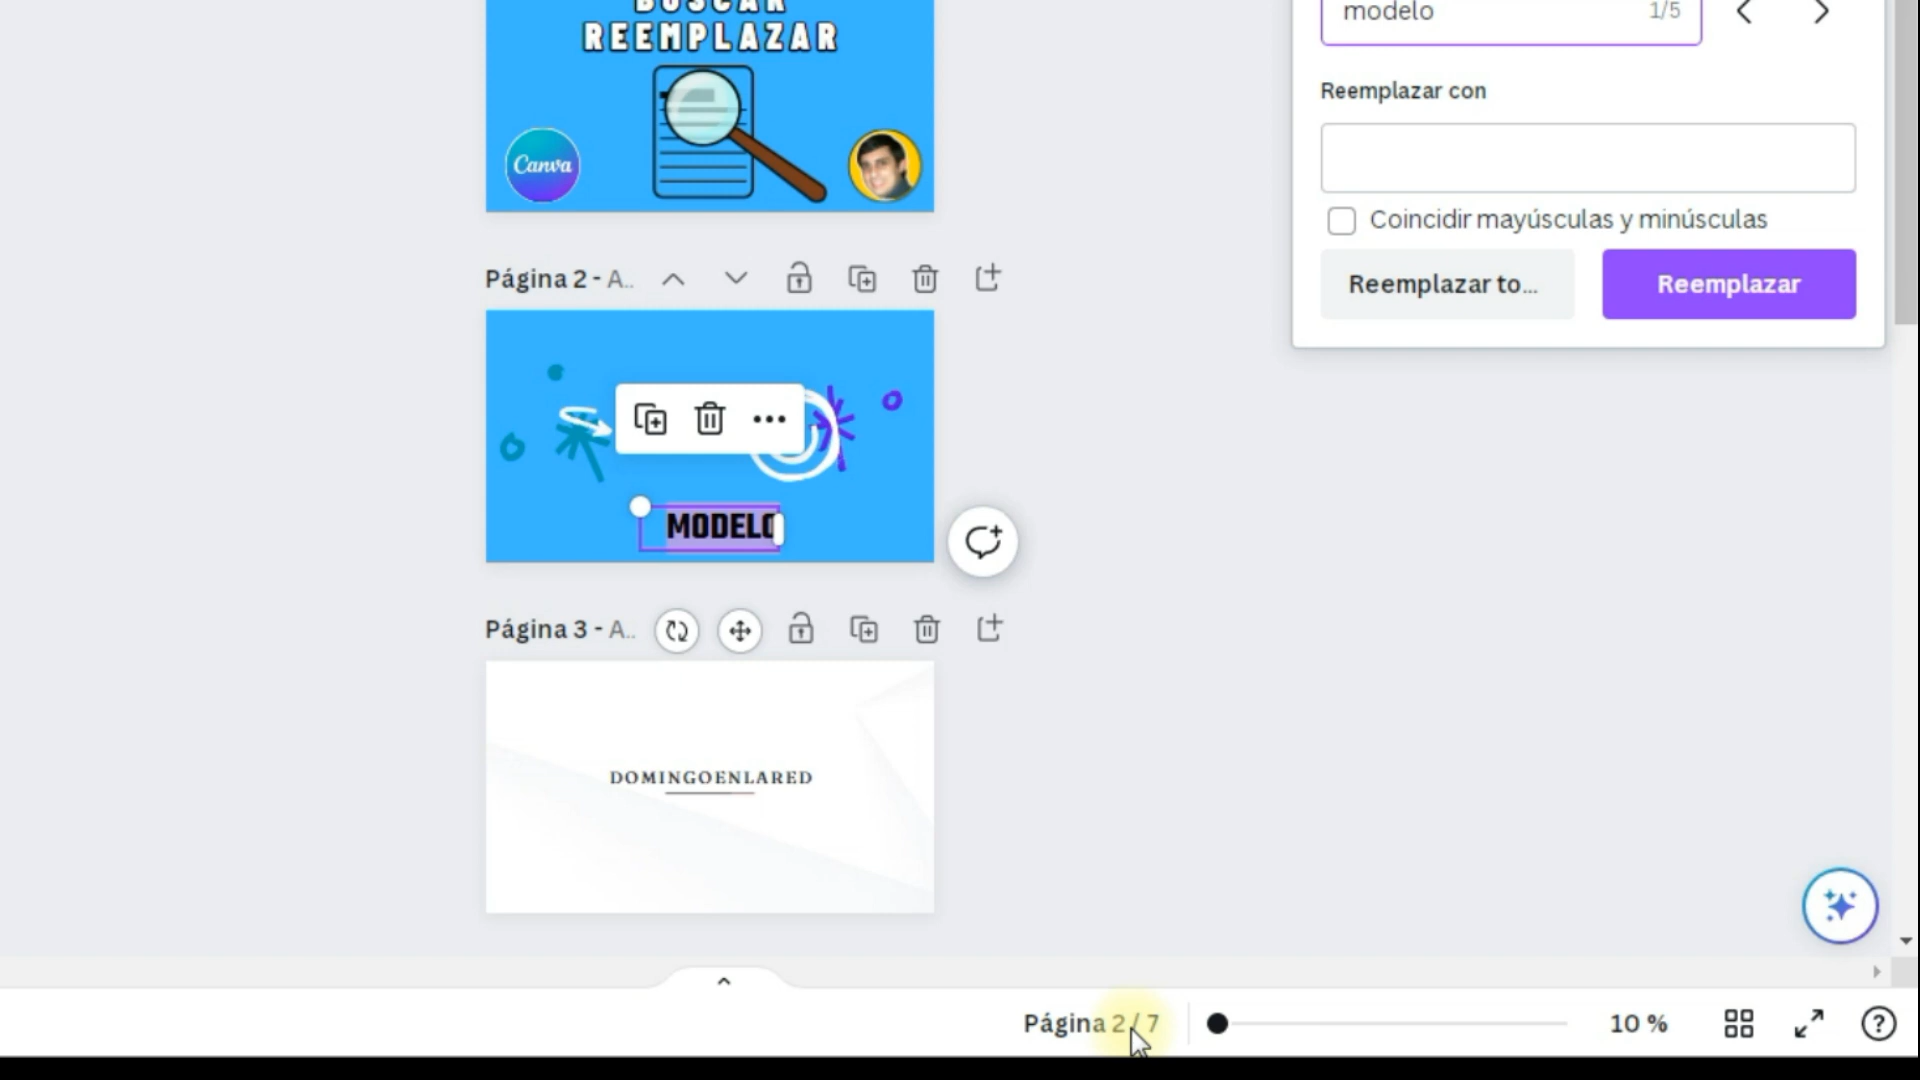 BUSCAR
REEMPLAZAR
Canva
modelo 1/5
Reemplazar con
Coincidir mayúsculas y minúsculas
Reemplazar to... Reemplazar
Página 2 - A..
MODELO
Página 3 - A..
DOMINGOENLARED
Página 2 / 7 10 %